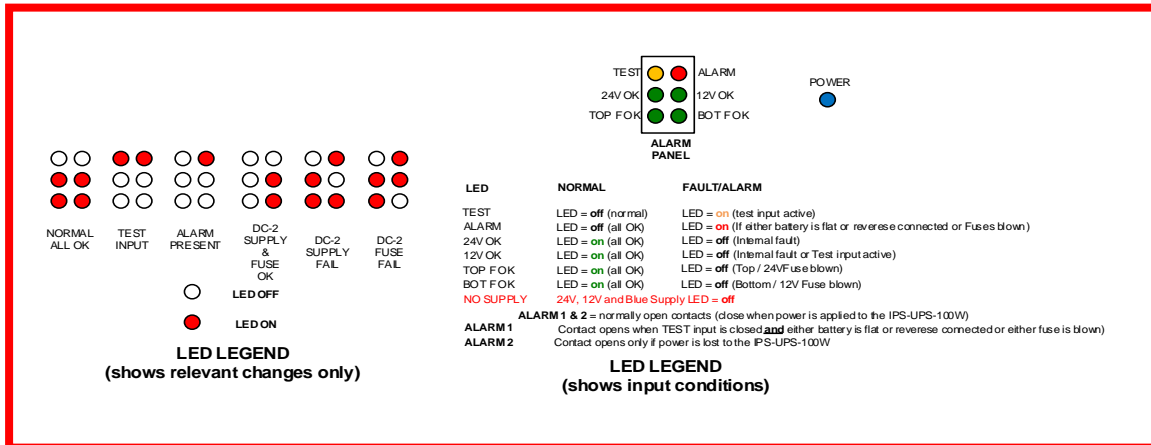 TEST ALARM
24V OK 12V OK
TOP F OK BOT FOK
ALARM
PANEL
POWER
NORMAL
ALL OK
TEST
INPUT
ALARM
PRESENT
DC-2
SUPPLY
&
FUSE
OK
DC-2
SUPPLY
FAIL
DC-2
FUSE
FAIL
LED OFF
LED ON
LED LEGEND
(shows relevant changes only)
LED NORMAL FAULT/ALARM
TEST LED = off (normal) LED = on (test input active)
ALARM LED = off (all OK) LED = on (If either battery is flat or reverese connected or Fuses blown)
24V OK LED = on (all OK) LED = off (Internal fault)
12V OK LED = on (all OK) LED = off (Internal fault or Test input active)
TOP F OK LED = on (all OK) LED = off (Top / 24V Fuse blown)
BOT F OK LED = on (all OK) LED = off (Bottom / 12V Fuse blown)
NO SUPPLY 24V, 12V and Blue Supply LED = off
ALARM 1 & 2 = normally open contacts (close when power is applied to the IPS-UPS-100W)
ALARM 1 Contact opens when TEST input is closed and either battery is flat or reverese connected or either fuse is blown)
ALARM 2 Contact opens only if power is lost to the IPS-UPS-100W
LED LEGEND
(shows input conditions)